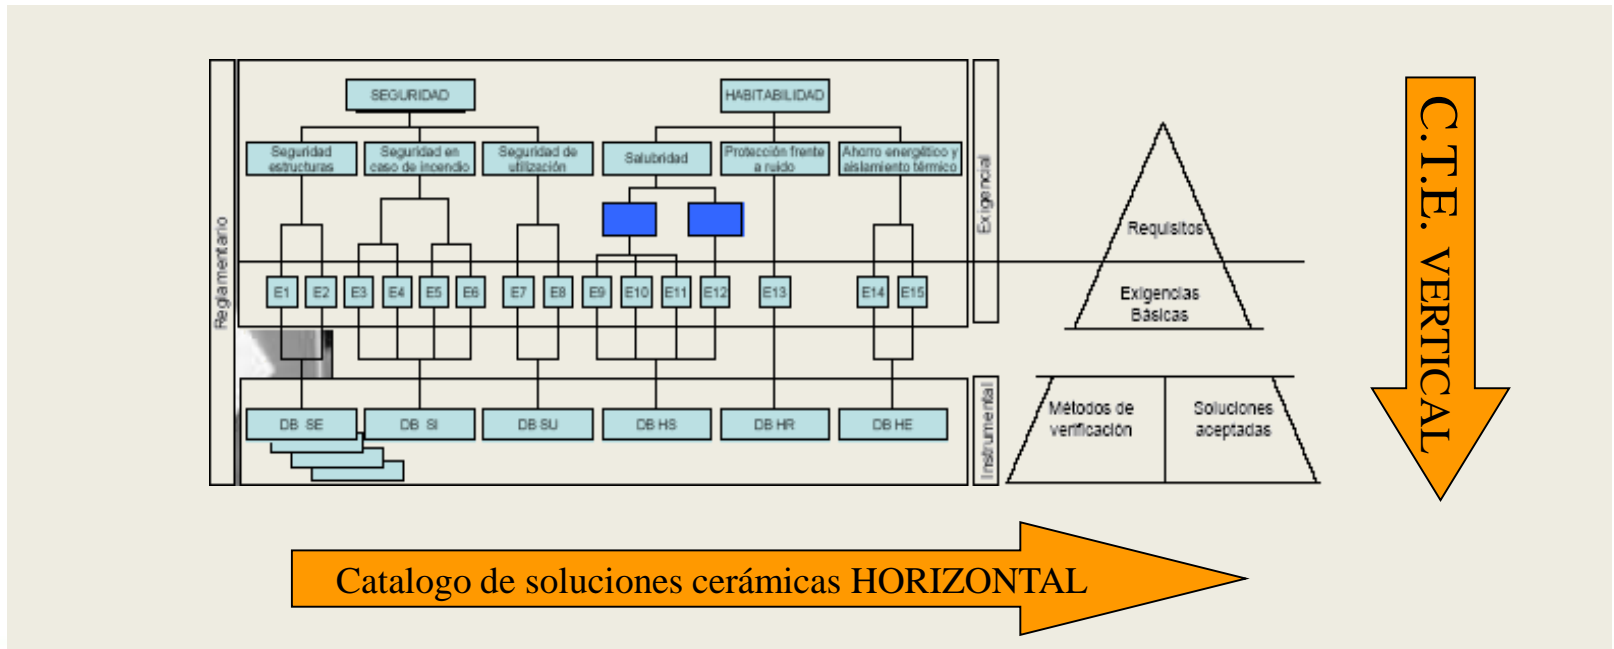 Reglamentario
SEGURIDAD
HABITABILIDAD
Seguridad
estructuras
Seguridad en
caso de incendio
Seguridad de
utilización
Salubridad
Protección frente
a ruido
Ahorro energético y
aislamiento térmico
Exigencial
E1
E2
E3
E4
E5
E6
E7
E8
E9
E10
E11
E12
E13
E14
E15
DB SE
DB SI
DB SU
DB HS
DB HR
DB HE
Instrumental
Requisitos
Exigencias
Básicas
Métodos de
verificación
Soluciones
aceptadas
C.T.E. VERTICAL
Catalogo de soluciones cerámicas HORIZONTAL